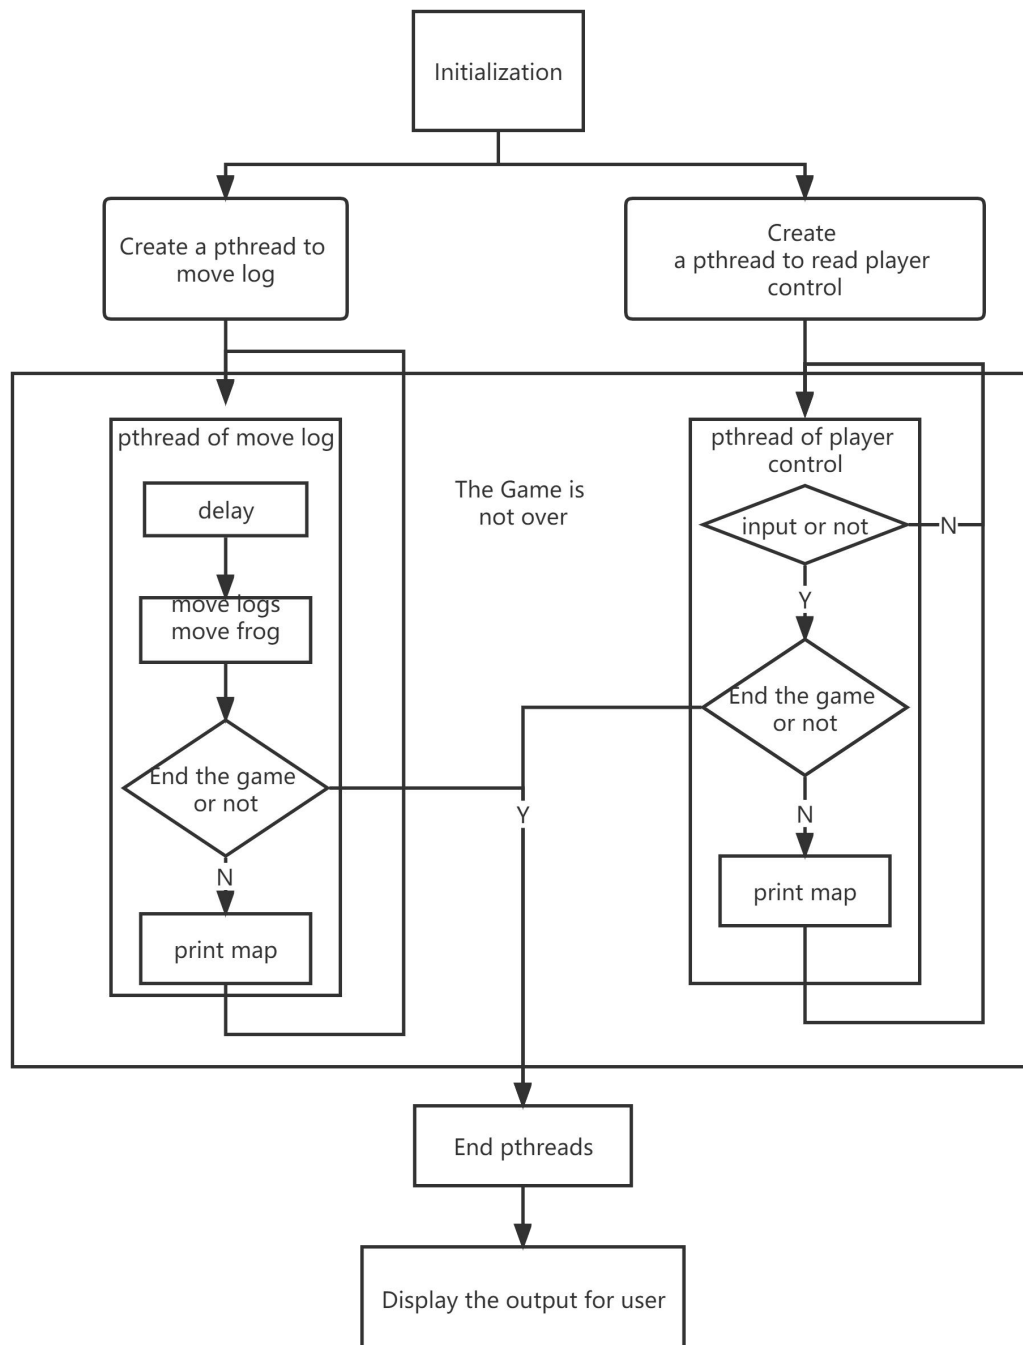 Initialization
Create a pthread to
move log
Create
a pthread to read player
control
pthread of move log
delay
move logs
move frog
End the game
or not
N
print map
The Game is
not over
Y
pthread of player
control
input or not
N
Y
End the game
or not
N
print map
End pthreads
Display the output for user